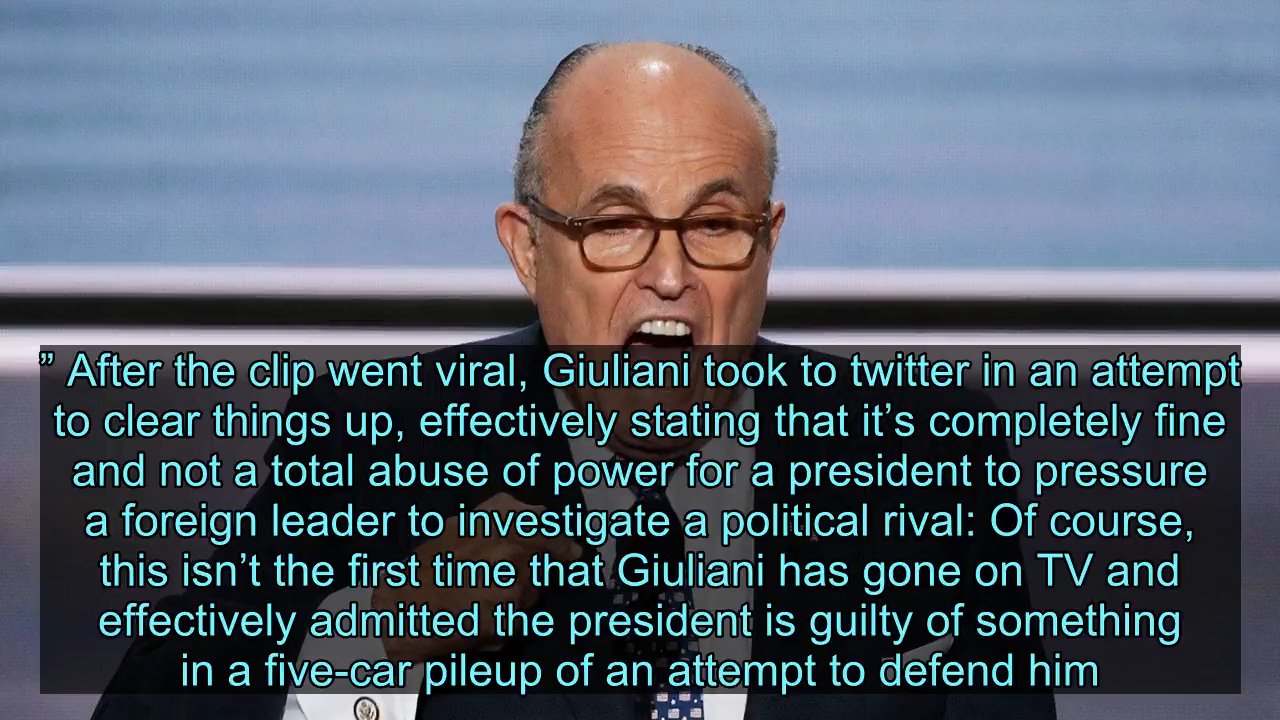 ” After the clip went viral, Giuliani took to twitter in an attempt
to clear things up, effectively stating that it’s completely fine
and not a total abuse of power for a president to pressure
a foreign leader to investigate a political rival: Of course,
this isn’t the first time that Giuliani has gone on TV and
effectively admitted the president is guilty of something
in a five-car pileup of an attempt to defend him